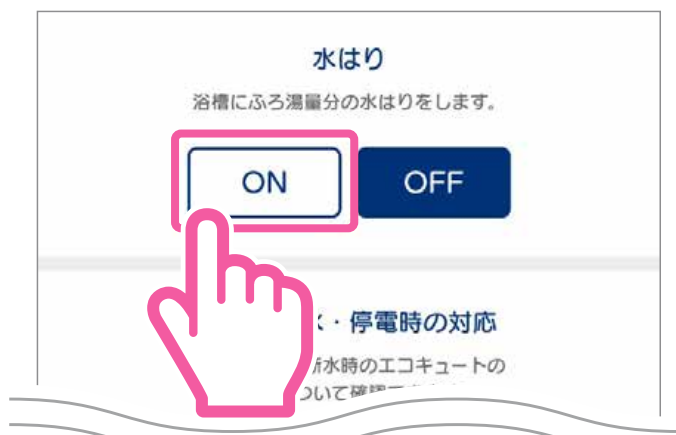 水はり
浴槽にふろ湯量分の水はりをします。
ON OFF
・停電時の対応
水時のエコキュートの
ついて確認